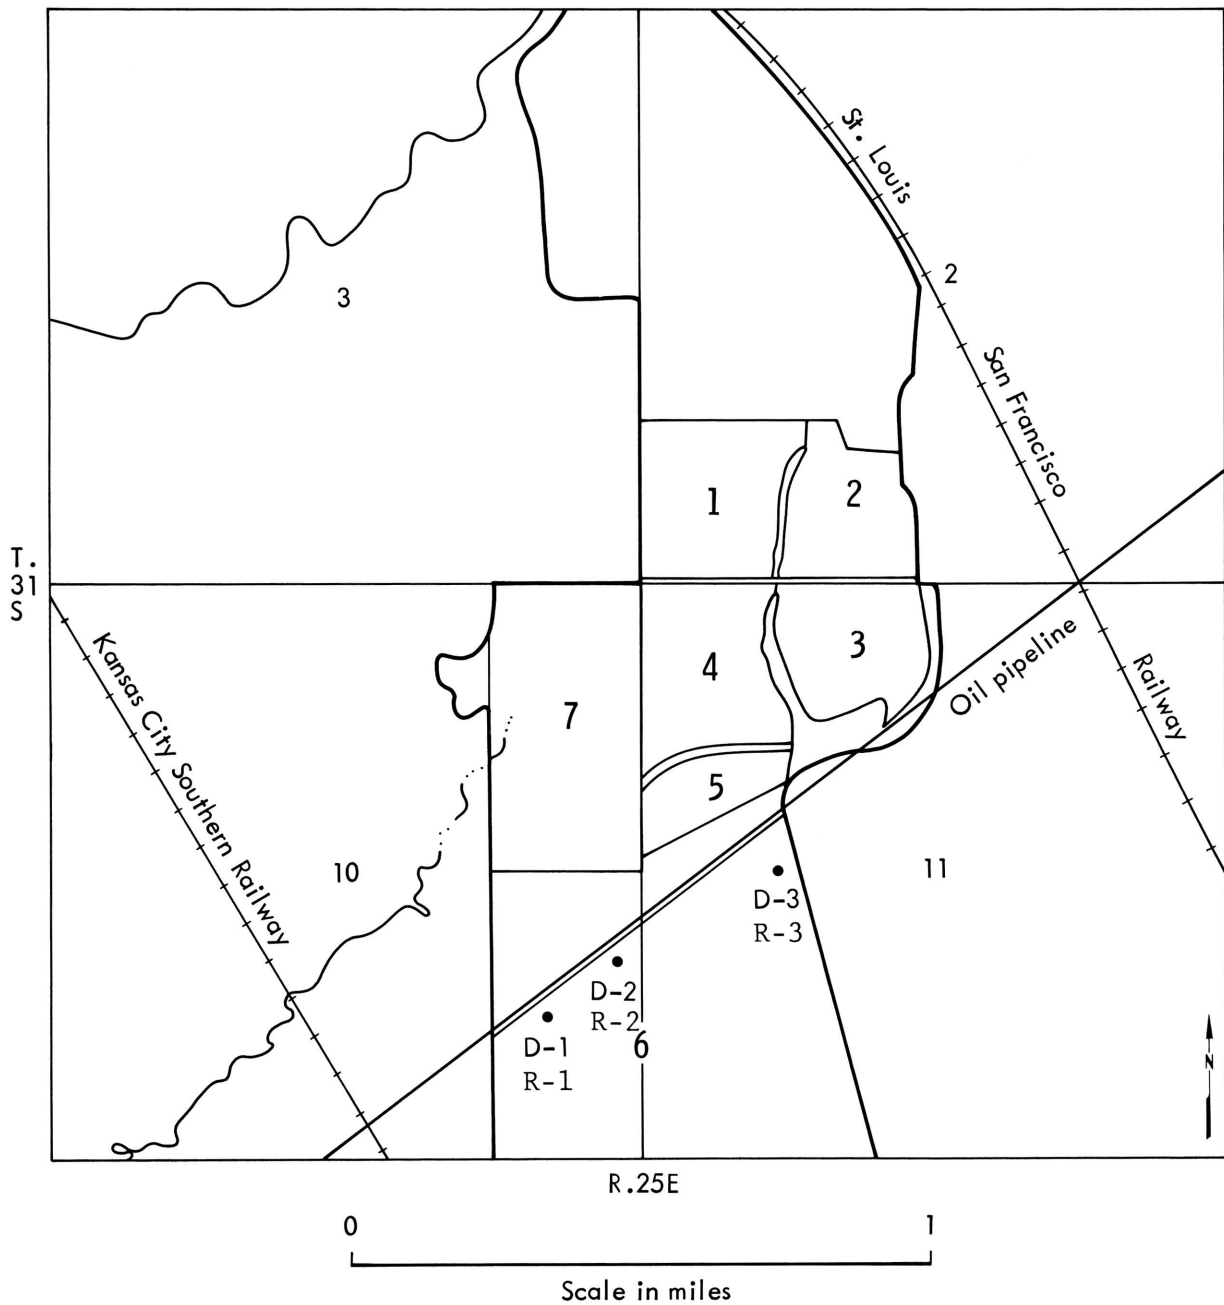 St. Louis
2
3
San Francisco
1
2
T.
31
S
Kansas City Southern Railway
4
3
Oil pipeline
Railway
7
5
10
11
D-3
R-3
D-2
R-2
6
D-1
R-1
N
R.25E
0
1
Scale in miles